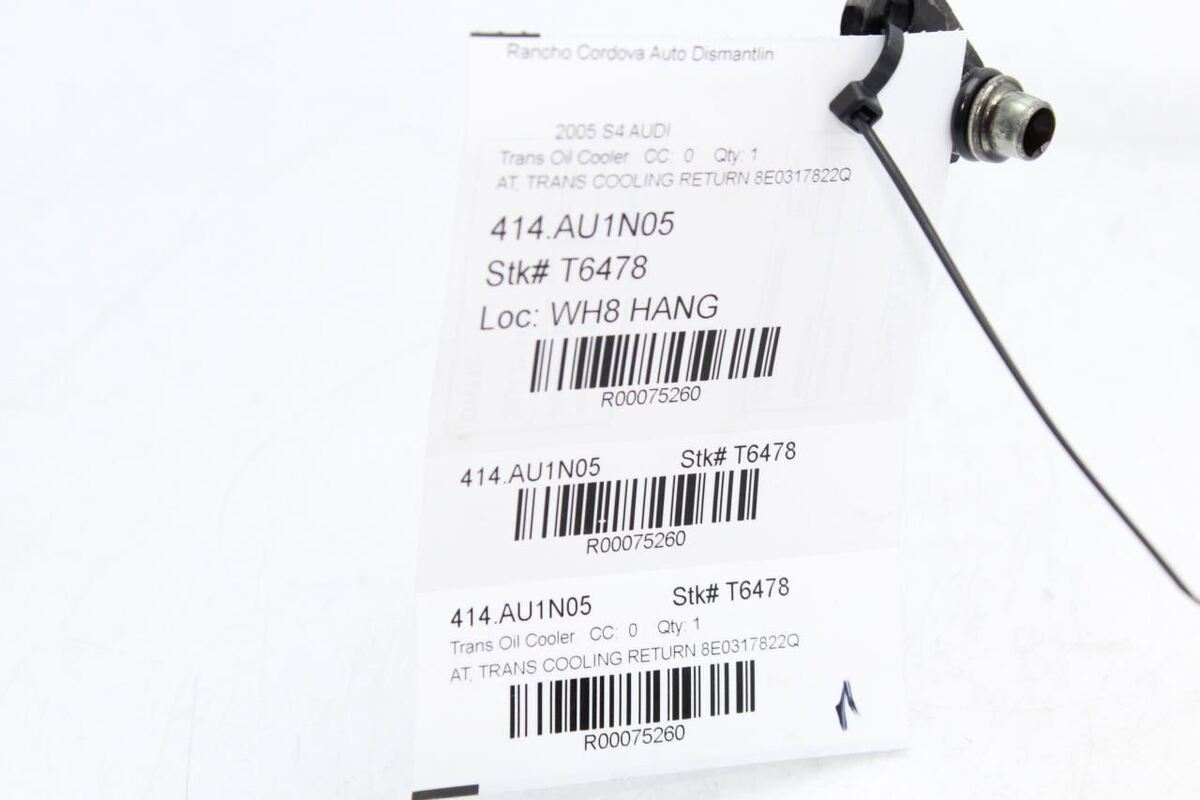 Rancho Cordova Auto Dismantlin
2005 S4 AUDI
Trans Oil Cooler CC: 0 Qty: 1
AT, TRANS COOLING RETURN 8E0317822Q
414.AU1N05
Stk# T6478
Loc: WH8 HANG
R00075260
414.AU1N05 Stk# T6478
R00075260
414.AU1N05 Stk# T6478
Trans Oil Cooler CC: 0 Qty: 1
AT, TRANS COOLING RETURN 8E0317822Q
R00075260